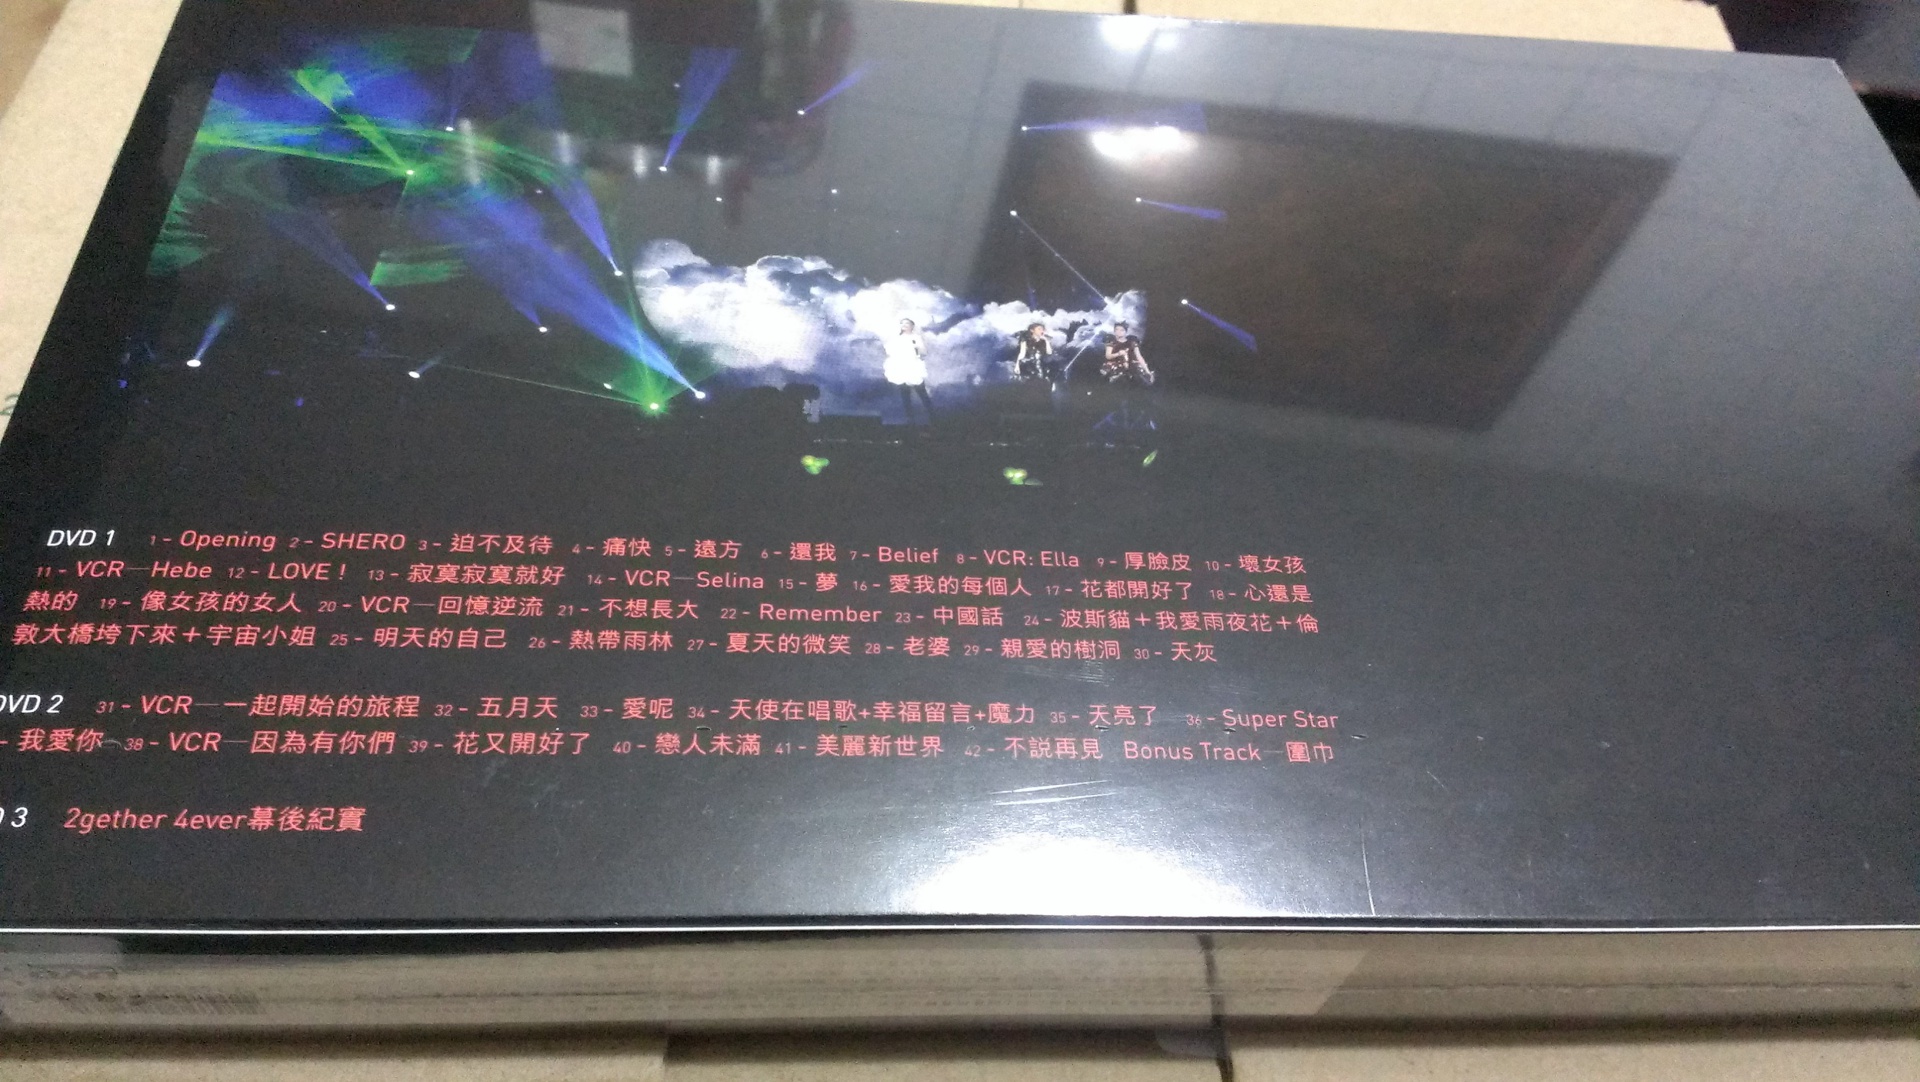 DVD 1 1 - Opening 2 - SHERO 3 - 迫不及待 4 - 痛快 5 - 遠方 6 - 還我 7 - Belief 8 - VCR: Ella 9 - 厚臉皮 10 - 壞女孩
11 - VCR—Hebe 12 - LOVE！ 13 - 寂寞寂寞就好 14 - VCR—Selina 15 - 夢 16 - 愛我的每個人 17 - 花都開好了 18 - 心還是
熱的 19 - 像女孩的女人 20 - VCR—回憶逆流 21 - 不想長大 22 - Remember 23 - 中國話 24 - 波斯貓＋我愛雨夜花＋倫
敦大橋垮下來＋宇宙小姐 25 - 明天的自己 26 - 熱帶雨林 27 - 夏天的微笑 28 - 老婆 29 - 親愛的樹洞 30 - 天灰
DVD 2 31 - VCR—一起開始的旅程 32 - 五月天 33 - 愛呢 34 - 天使在唱歌+幸福留言+魔力 35 - 天亮了 36 - Super Star
- 我愛你 38 - VCR—因為有你們 39 - 花又開好了 40 - 戀人未滿 41 - 美麗新世界 42 - 不說再見 Bonus Track—圍巾
3 2gether 4ever幕後紀實